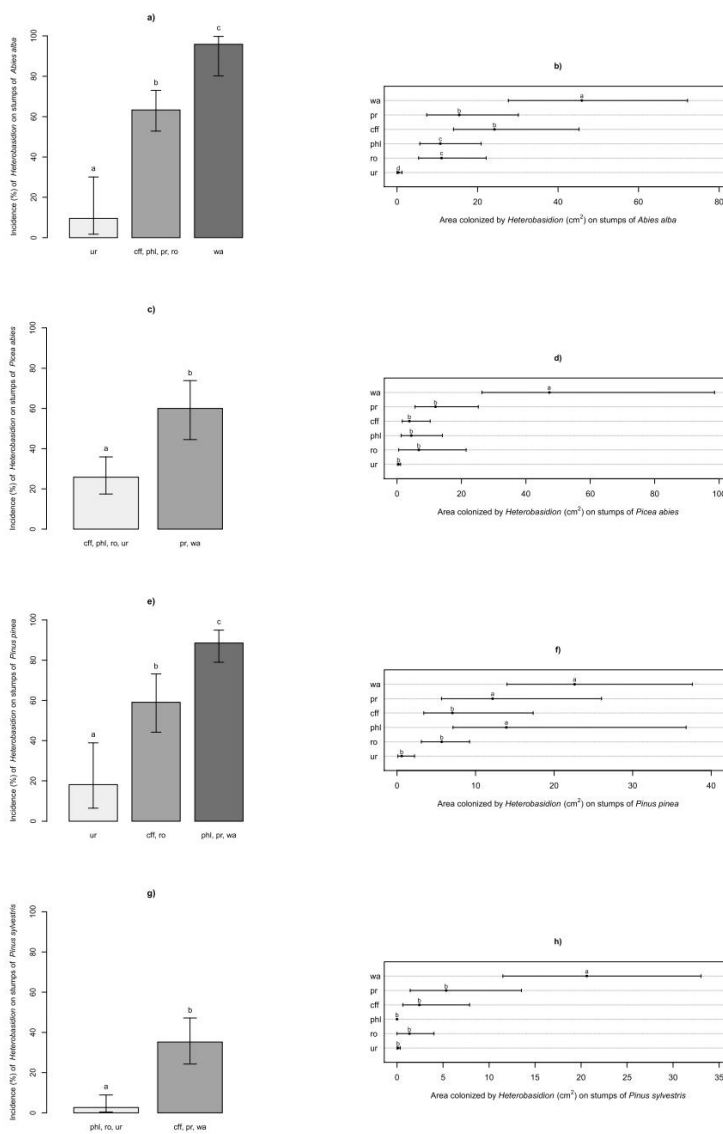 a)
Incidence (%) of Heterobasidion on stumps of Abies alba
100
80
60
40
20
0
a
b
c
ur
cff, phl, pr, ro
wa
b)
wa
pr
cff
phl
ro
ur
a
b
b
c
c
d
0
20
40
60
80
Area colonized by Heterobasidion (cm²) on stumps of Abies alba
c)
Incidence (%) of Heterobasidion on stumps of Picea abies
100
80
60
40
20
0
a
b
cff, phl, ro, ur
pr, wa
d)
wa
pr
cff
phl
ro
ur
a
b
b
b
b
b
0
20
40
60
80
100
Area colonized by Heterobasidion (cm²) on stumps of Picea abies
e)
Incidence (%) of Heterobasidion on stumps of Pinus pinea
100
80
60
40
20
0
a
b
c
ur
cff, ro
phl, pr, wa
f)
wa
pr
cff
phl
ro
ur
a
a
b
a
b
b
0
10
20
30
40
Area colonized by Heterobasidion (cm²) on stumps of Pinus pinea
g)
Incidence (%) of Heterobasidion on stumps of Pinus sylvestris
100
80
60
40
20
0
a
b
phl, ro, ur
cff, pr, wa
h)
wa
pr
cff
phl
ro
ur
a
b
b
b
b
b
0
5
10
15
20
25
30
35
Area colonized by Heterobasidion (cm²) on stumps of Pinus sylvestris